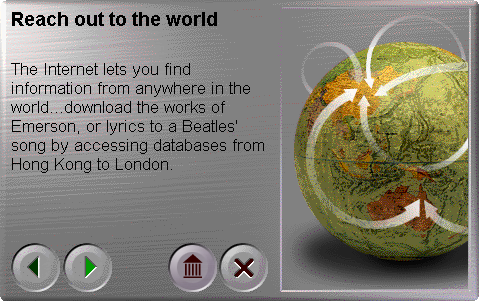 Reach out to the world
The Internet lets you find
information from anywhere in the
world...download the works of
Emerson, or lyrics to a Beatles'
song by accessing databases from
Hong Kong to London.